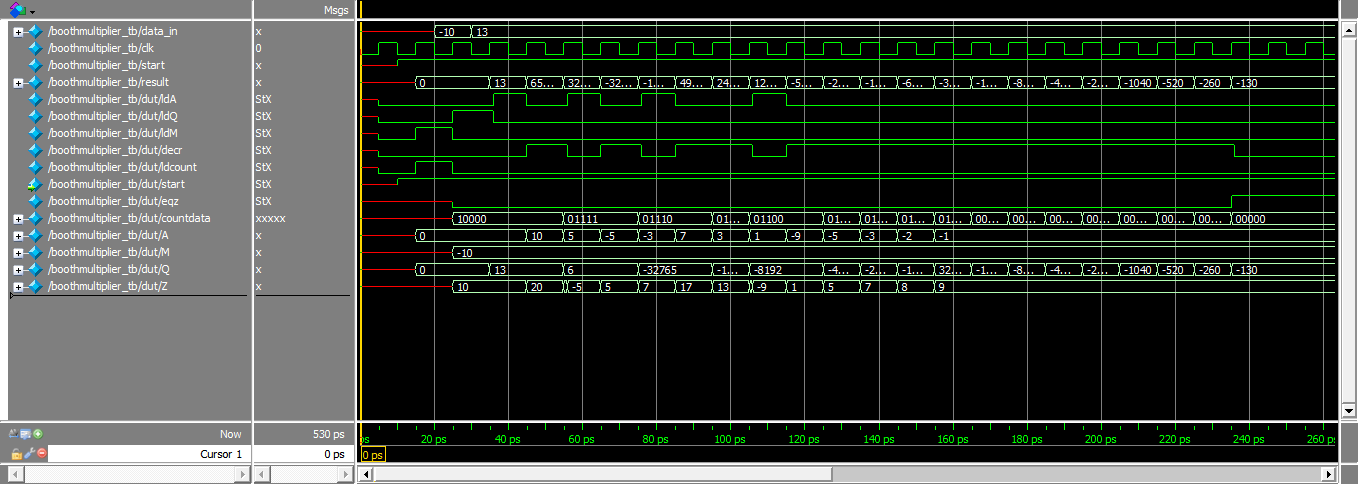 Msgs
/boothmultiplier_tb/data_in x -10 13
/boothmultiplier_tb/clk 0
/boothmultiplier_tb/start x
/boothmultiplier_tb/result x 0 13 65... 32... -32... -1... 49... 24... 12... -5... -2... -1... -6... -3... -1... -8... -4... -2... -1040 -520 -260 -130
/boothmultiplier_tb/dut/ldA StX
/boothmultiplier_tb/dut/ldQ StX
/boothmultiplier_tb/dut/ldM StX
/boothmultiplier_tb/dut/decr StX
/boothmultiplier_tb/dut/ldcount StX
/boothmultiplier_tb/dut/start StX
/boothmultiplier_tb/dut/eqz StX
/boothmultiplier_tb/dut/countdata xxxxx 10000 01111 01110 01... 01100 01... 01... 01... 01... 00... 00... 00... 00... 00... 00... 00... 00000
/boothmultiplier_tb/dut/A x 0 10 5 -5 -3 7 3 1 -9 -5 -3 -2 -1
/boothmultiplier_tb/dut/M x -10
/boothmultiplier_tb/dut/Q x 0 13 6 -32765 -1... -8192 -4... -2... -1... 32... -1... -8... -4... -2... -1040 -520 -260 -130
/boothmultiplier_tb/dut/Z x 10 20 -5 5 7 17 13 -9 1 5 7 8 9
Now 530 ps ps 20 ps 40 ps 60 ps 80 ps 100 ps 120 ps 140 ps 160 ps 180 ps 200 ps 220 ps 240 ps 260 ps
Cursor 1 0 ps 0 ps